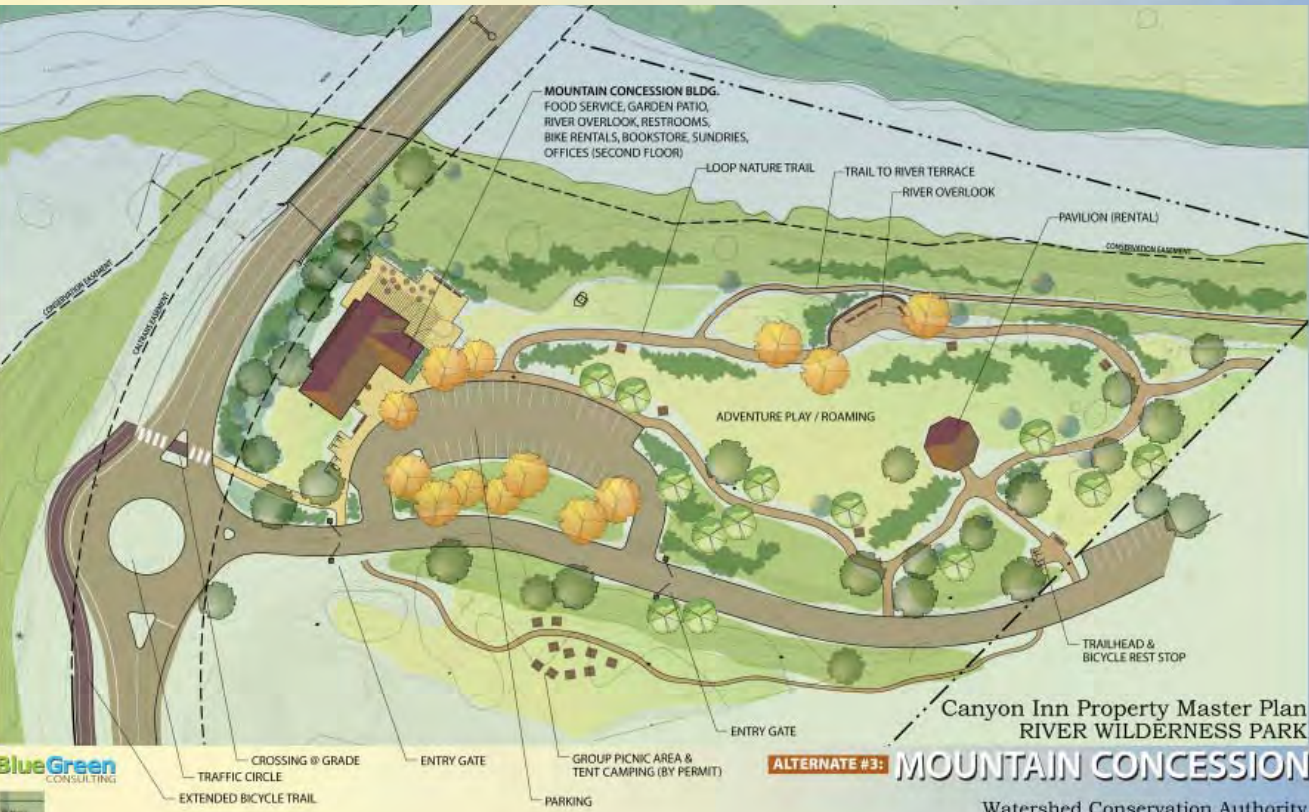 MOUNTAIN CONCESSION BLDG.
FOOD SERVICE, GARDEN PATIO,
RIVER OVERLOOK, RESTROOMS,
BIKE RENTALS, BOOKSTORE, SUNDRIES,
OFFICES (SECOND FLOOR)
LOOP NATURE TRAIL
TRAIL TO RIVER TERRACE
RIVER OVERLOOK
PAVILION (RENTAL)
CONSERVATION EASEMENT
CONSERVATION EASEMENT
CALTRANS EASEMENT
ADVENTURE PLAY / ROAMING
TRAILHEAD &
BICYCLE REST STOP
Canyon Inn Property Master Plan
RIVER WILDERNESS PARK
ENTRY GATE
CROSSING @ GRADE
ENTRY GATE
GROUP PICNIC AREA &
TENT CAMPING (BY PERMIT)
TRAFFIC CIRCLE
EXTENDED BICYCLE TRAIL
PARKING
BlueGreen
CONSULTING
ALTERNATE #3: MOUNTAIN CONCESSION
Watershed Conservation Authority